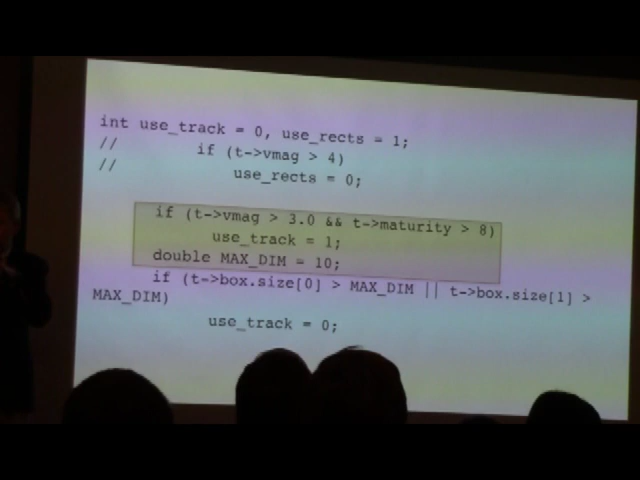 int use_track = 0, use_rects = 1;
// if (t->vmag > 4)
// use_rects = 0;
if (t->vmag > 3.0 && t->maturity > 8)
use_track = 1;
double MAX_DIM = 10;
if (t->box.size[0] > MAX_DIM || t->box.size[1] >
MAX_DIM)
use_track = 0;